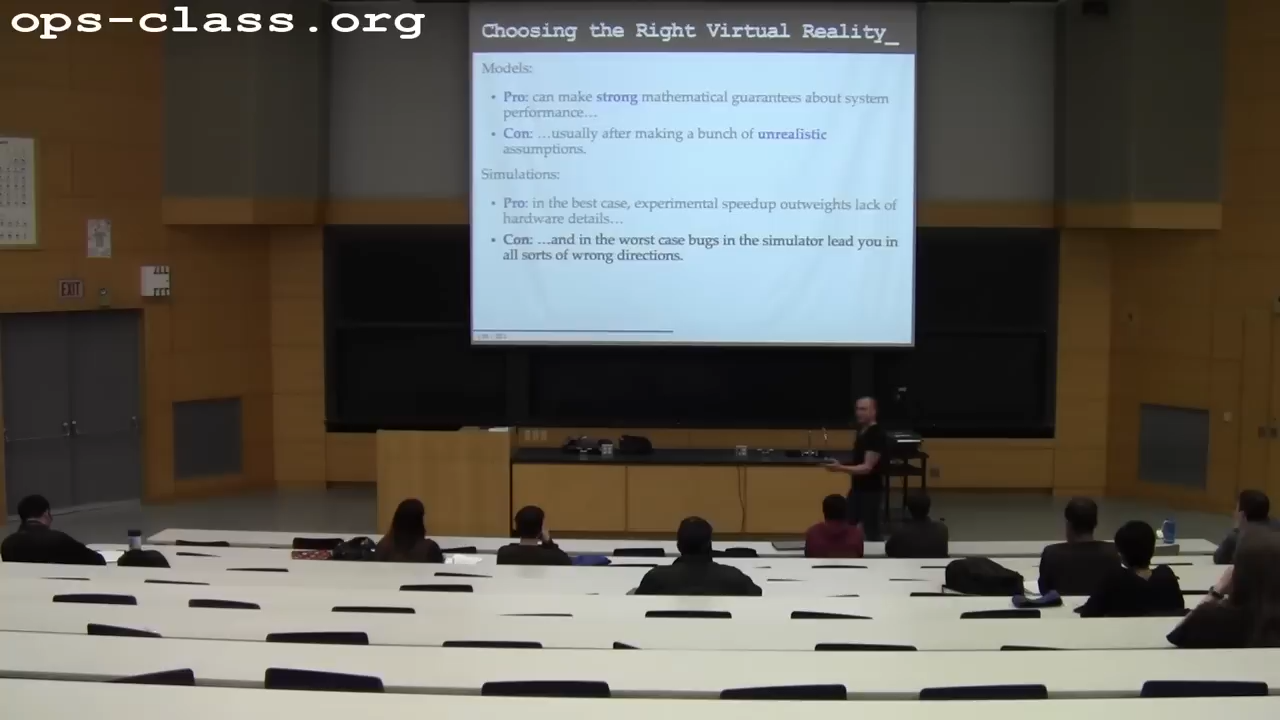 ops-class.org
Choosing the Right Virtual Reality_
Models:
• Pro: can make strong mathematical guarantees about system
performance…
• Con: …usually after making a bunch of unrealistic
assumptions.
Simulations:
• Pro: in the best case, experimental speedup outweights lack of
hardware details…
• Con: …and in the worst case bugs in the simulator lead you in
all sorts of wrong directions.
EXIT